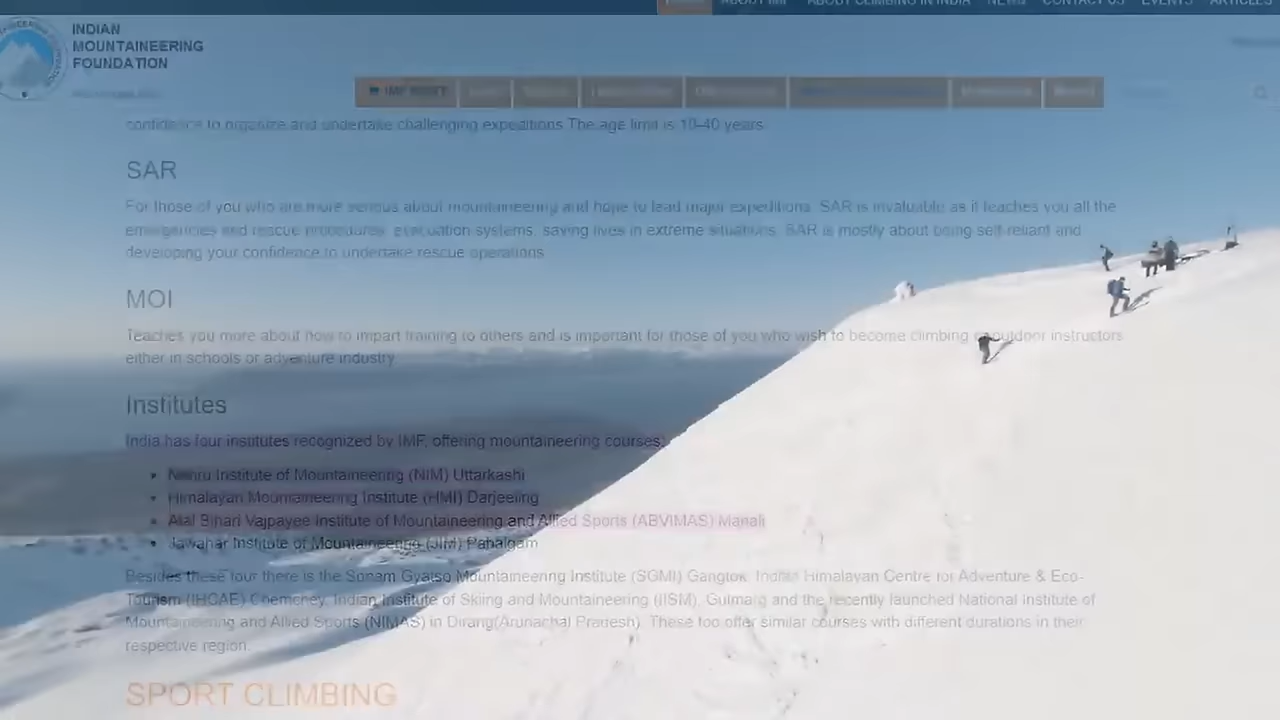 ABOUT IMF ABOUT CLIMBING IN INDIA NEWS CONTACT US EVENTS ARTICLES
INDIAN
MOUNTAINEERING
FOUNDATION
confidence to organize and undertake challenging expeditions The age limit is 10-40 years.
SAR
For those of you who are more serious about mountaineering and hope to lead major expeditions, SAR is invaluable as it teaches you all the
emergencies and rescue procedures, evacuation systems, saving lives in extreme situations. SAR is mostly about being self-reliant and
developing your confidence to undertake rescue operations.
MOI
Teaches you more about how to impart training to others and is important for those of you who wish to become climbing outdoor instructors
either in schools or adventure industry.
Institutes
India has four institutes recognized by IMF, offering mountaineering courses:
• Nehru Institute of Mountaineering (NIM) Uttarkashi
• Himalayan Mountaineering Institute (HMI) Darjeeling
• Atal Bihari Vajpayee Institute of Mountaineering and Allied Sports (ABVIMAS) Manali
• Jawahar Institute of Mountaineering (JIM) Pahalgam
Besides these four there is the Sonam Gyatso Mountaineering Institute (SGMI) Gangtok, Indian Himalayan Centre for Adventure & Eco-
Tourism (IHCAE) Chemchey, Indian Institute of Skiing and Mountaineering (IISM), Gulmarg and the recently launched National Institute of
Mountaineering and Allied Sports (NIMAS) in Dirang(Arunachal Pradesh). These too offer similar courses with different durations in their
respective region.
SPORT CLIMBING